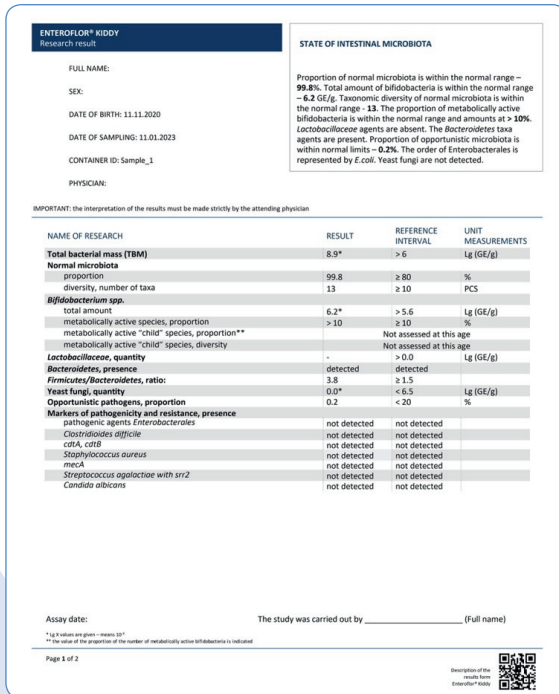 ENTEROFLOR® KIDDY
Research result
FULL NAME:
SEX:
DATE OF BIRTH: 11.11.2020
DATE OF SAMPLING: 11.01.2023
CONTAINER ID: Sample_1
PHYSICIAN:
STATE OF INTESTINAL MICROBIOTA
Proportion of normal microbiota is within the normal range –
99.8%. Total amount of bifidobacteria is within the normal range
– 6.2 GE/g. Taxonomic diversity of normal microbiota is within
the normal range - 13. The proportion of metabolically active
bifidobacteria is within the normal range and amounts at > 10%.
Lactobacillaceae agents are absent. The Bacteroidetes taxa
agents are present. Proportion of opportunistic microbiota is
within normal limits – 0.2%. The order of Enterobacterales is
represented by E.coli. Yeast fungi are not detected.
IMPORTANT: the interpretation of the results must be made strictly by the attending physician
NAME OF RESEARCH RESULT REFERENCE INTERVAL UNIT MEASUREMENTS
Total bacterial mass (TBM) 8.9* > 6 Lg (GE/g)
Normal microbiota
proportion 99.8 ≥ 80 %
diversity, number of taxa 13 ≥ 10 PCS
Bifidobacterium spp.
total amount 6.2* > 5.6 Lg (GE/g)
metabolically active species, proportion > 10 ≥ 10 %
metabolically active "child" species, proportion** Not assessed at this age
metabolically active "child" species, diversity Not assessed at this age
Lactobacillaceae, quantity - > 0.0 Lg (GE/g)
Bacteroidetes, presence detected detected
Firmicutes/Bacteroidetes, ratio: 3.8 ≥ 1.5
Yeast fungi, quantity 0.0* < 6.5 Lg (GE/g)
Opportunistic pathogens, proportion 0.2 < 20 %
Markers of pathogenicity and resistance, presence
pathogenic agents Enterobacterales not detected not detected
Clostridioides difficile not detected not detected
cdtA, cdtB not detected not detected
Staphylococcus aureus not detected not detected
mecA not detected not detected
Streptococcus agalactiae with srr2 not detected not detected
Candida albicans not detected not detected
Assay date: The study was carried out by ____________ (Full name)
* Lg X values are given – means 10ˣ
** the value of the proportion of the number of metabolically active bifidobacteria is indicated
Page 1 of 2
Description of the
results form
Enteroflor® Kiddy